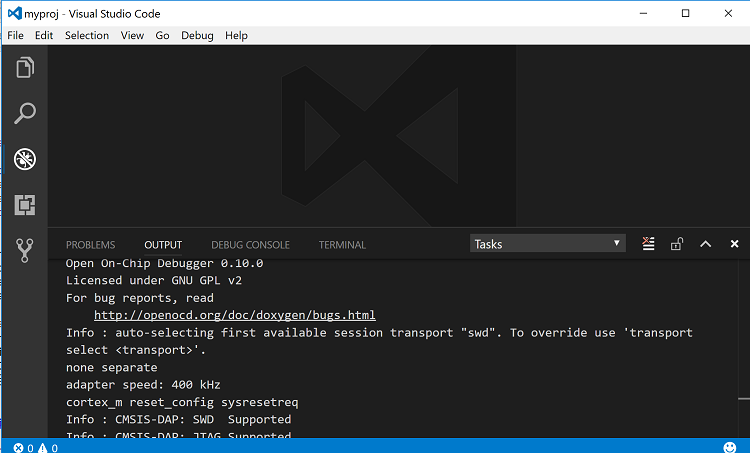 myproj - Visual Studio Code
File Edit Selection View Go Debug Help
PROBLEMS OUTPUT DEBUG CONSOLE TERMINAL Tasks
Open On-Chip Debugger 0.10.0
Licensed under GNU GPL v2
For bug reports, read
http://openocd.org/doc/doxygen/bugs.html
Info : auto-selecting first available session transport "swd". To override use 'transport
select <transport>'.
none separate
adapter speed: 400 kHz
cortex_m reset_config sysresetreq
Info : CMSIS-DAP: SWD  Supported
Info : CMSIS-DAP: JTAG Supported
0 0